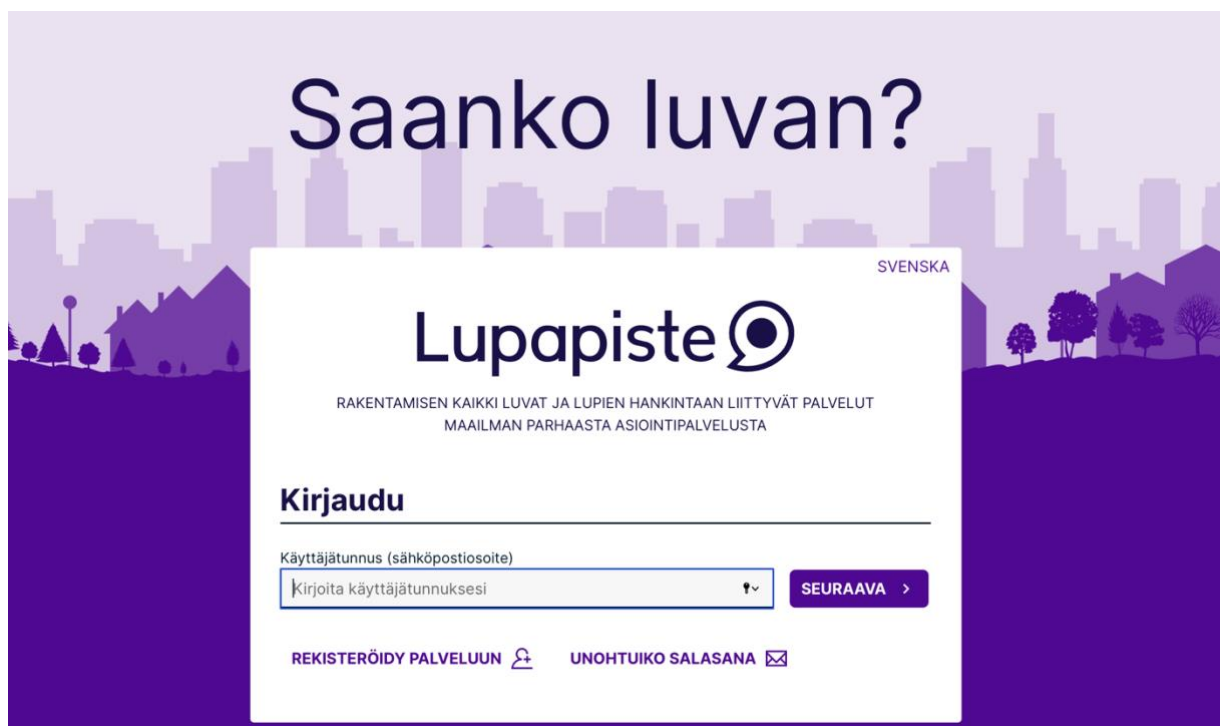 Saanko luvan?
SVENSKA
Lupapiste
RAKENTAMISEN KAIKKI LUVAT JA LUPIEN HANKINTAAN LIITTYVÄT PALVELUT
MAAILMAN PARHAASTA ASIOINTIPALVELUSTA
Kirjaudu
Käyttäjätunnus (sähköpostiosoite)
Kirjoita käyttäjätunnuksesi
SEURAAVA >
REKISTERÖIDY PALVELUUN UNOHTUIKO SALASANA